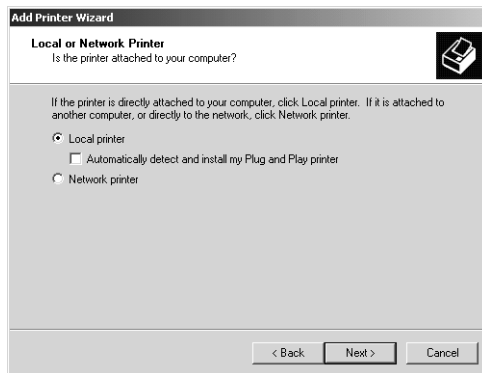 Add Printer Wizard
Local or Network Printer
Is the printer attached to your computer?
If the printer is directly attached to your computer, click Local printer. If it is attached to
another computer, or directly to the network, click Network printer.
Local printer
Automatically detect and install my Plug and Play printer
Network printer
< Back Next > Cancel